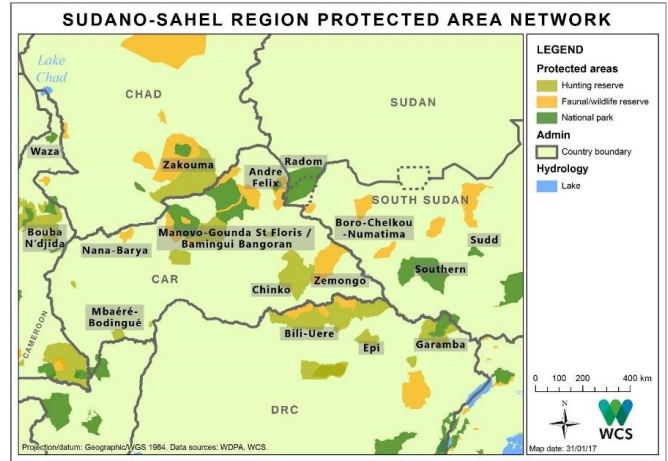 SUDANO-SAHEL REGION PROTECTED AREA NETWORK
Lake
Chad
CHAD
SUDAN
Waza
Zakouma
Andre
Felix
Radom
SOUTH SUDAN
Bouba
N'djida
Nana-Barya
Manovo-Gounda St Floris /
Bamingui Bangoran
Boro-Chelkou
-Numatima
Sudd
CAR
Chinko
Zemongo
Southern
CAMEROON
Mbaéré-
Bodingué
Bili-Uere
Epi
Garamba
DRC
Projection/datum: Geographic/WGS 1984. Data sources: WDPA, WCS.
LEGEND
Protected areas
Hunting reserve
Faunal/wildlife reserve
National park
Admin
Country boundary
Hydrology
Lake
0 100 200 400 km
N
WCS
Map date: 31/01/17